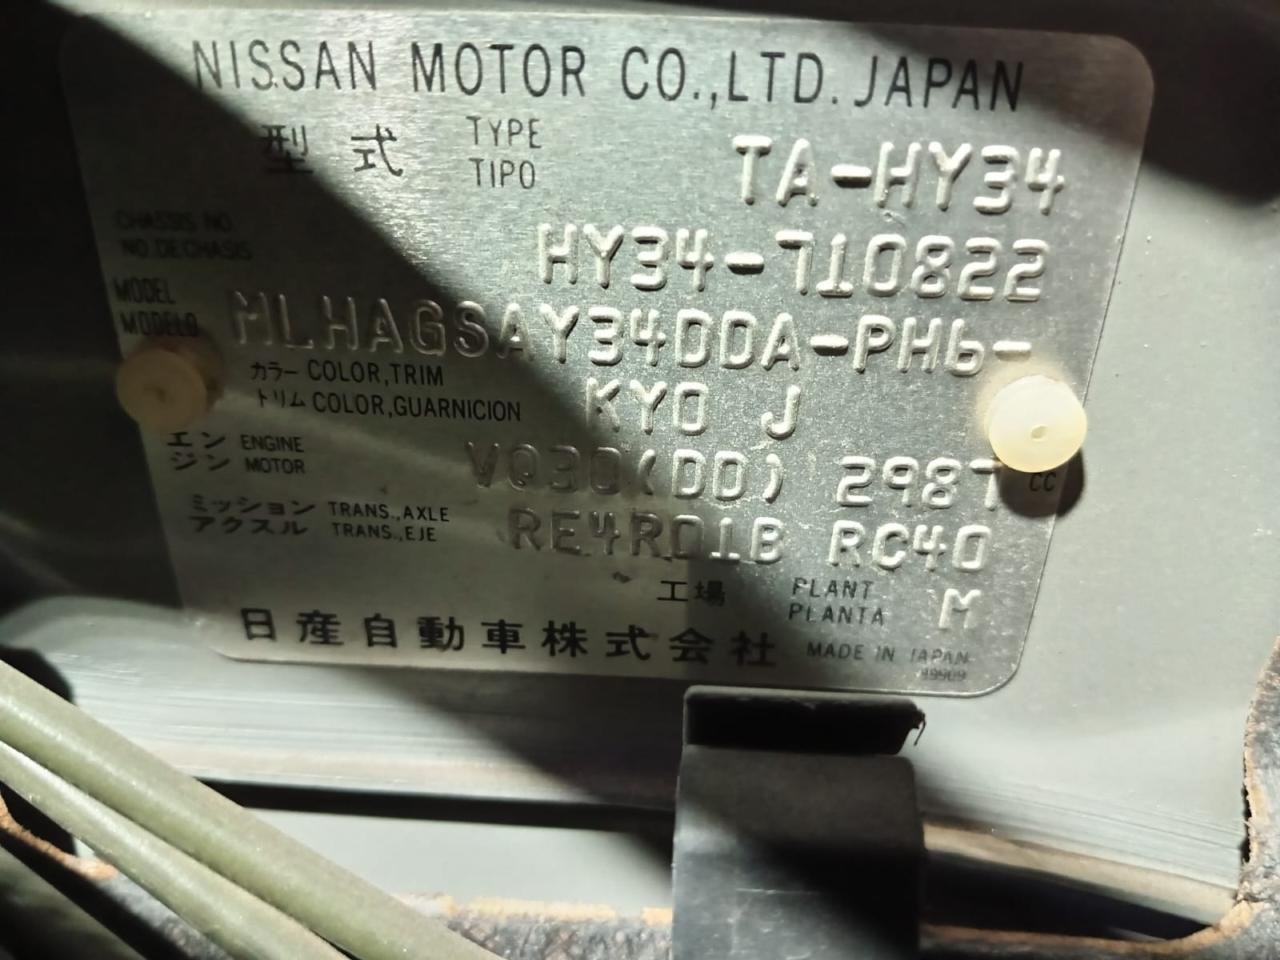 NISSAN MOTOR CO.,LTD. JAPAN
型式 TYPE TIPO TA-HY34
CHASSIS NO. NO. DE CHASIS HY34-710822
MODEL MODELO MLHAGSAY34DDA-PH6-
カラー COLOR,TRIM
トリム COLOR,GUARNICION KY0 J
エンジン ENGINE MOTOR VQ30(DD) 2987 CC
ミッション TRANS.,AXLE
アクスル TRANS.,EJE RE4R01B RC40
工場 PLANT PLANTA M
日産自動車株式会社 MADE IN JAPAN